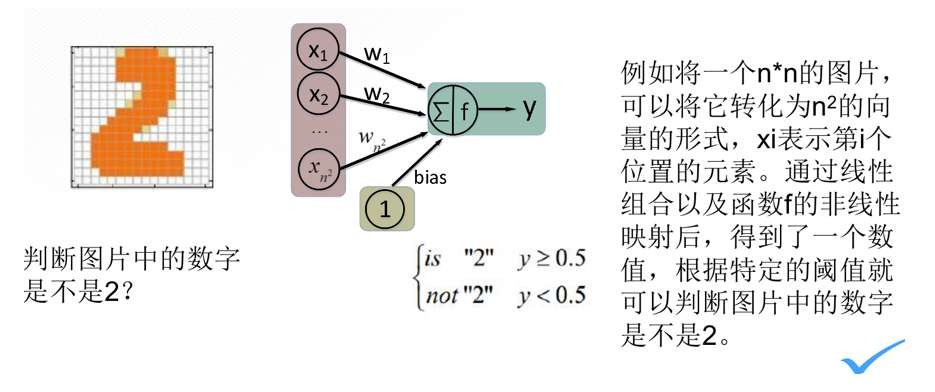 判断图片中的数字
是不是2?
x1
x2
...
xn²
w1
w2
wn²
1
bias
∑ f
y
is "2" y ≥ 0.5
not "2" y < 0.5
例如将一个n*n的图片，
可以将它转化为n²的向
量的形式，xi表示第i个
位置的元素。通过线性
组合以及函数f的非线性
映射后，得到了一个数
值，根据特定的阈值就
可以判断图片中的数字
是不是2。